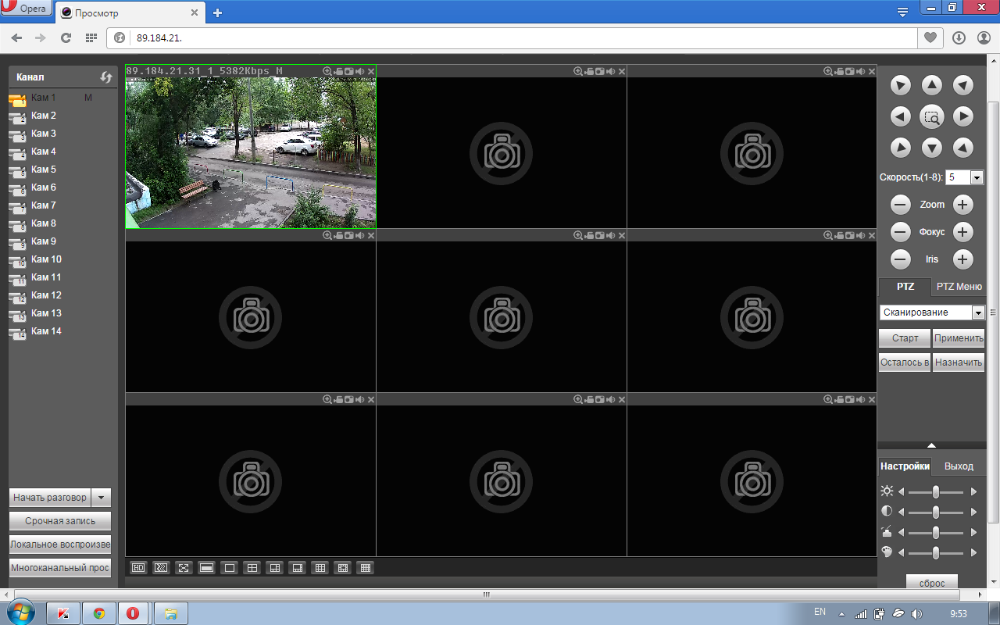 Opera
Просмотр
89.184.21.
Канал
89.184.21.31_1_5382Kbps_M
Кам 1 M
Кам 2
Кам 3
Кам 4
Кам 5
Кам 6
Кам 7
Кам 8
Кам 9
Кам 10
Кам 11
Кам 12
Кам 13
Кам 14
Начать разговор
Срочная запись
Локальное воспроизве
Многоканальный прос
Скорость(1-8): 5
Zoom
Фокус
Iris
PTZ
PTZ Меню
Сканирование
Старт
Применить
Осталось в
Назначить
Настройки
Выход
сброс
EN
9:53